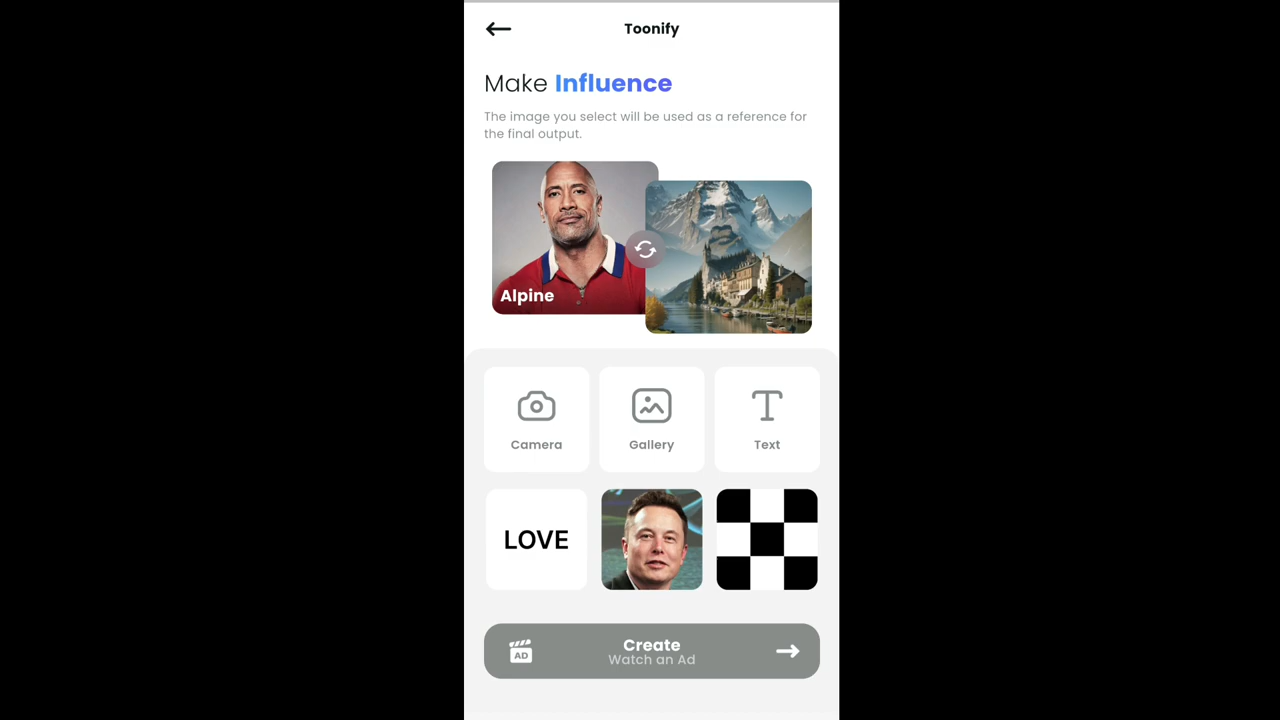 Toonify
Make Influence
The image you select will be used as a reference for
the final output.
Alpine
Camera
Gallery
Text
LOVE
AD
Create
Watch an Ad